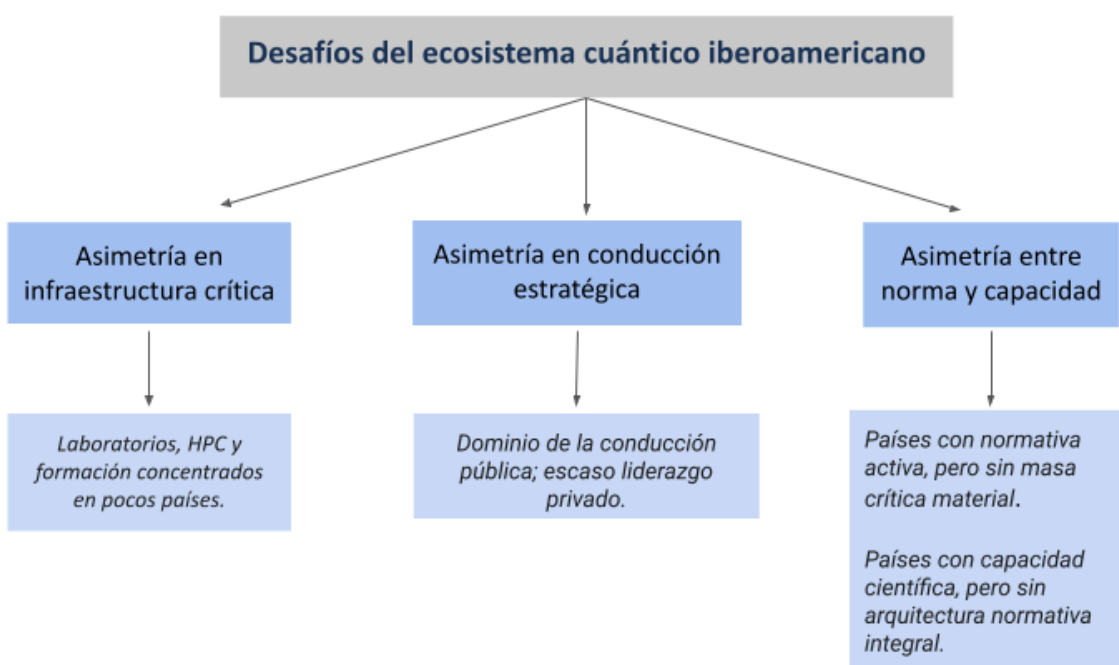 Desafíos del ecosistema cuántico iberoamericano
Asimetría en
infraestructura crítica
Laboratorios, HPC y
formación concentrados
en pocos países.
Asimetría en conducción
estratégica
Dominio de la conducción
pública; escaso liderazgo
privado.
Asimetría entre
norma y capacidad
Países con normativa
activa, pero sin masa
crítica material.
Países con capacidad
científica, pero sin
arquitectura normativa
integral.